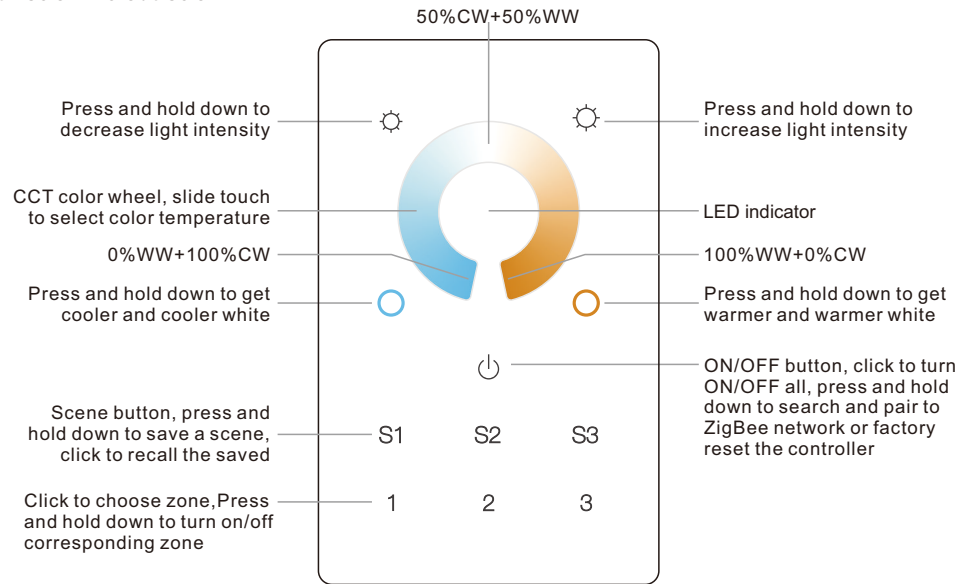 50%CW+50%WW
Press and hold down to
decrease light intensity
Press and hold down to
increase light intensity
CCT color wheel, slide touch
to select color temperature
LED indicator
0%WW+100%CW
100%WW+0%CW
Press and hold down to get
cooler and cooler white
Press and hold down to get
warmer and warmer white
ON/OFF button, click to turn
ON/OFF all, press and hold
down to search and pair to
ZigBee network or factory
reset the controller
Scene button, press and
hold down to save a scene,
click to recall the saved
S1 S2 S3
Click to choose zone,Press
and hold down to turn on/off
corresponding zone
1 2 3